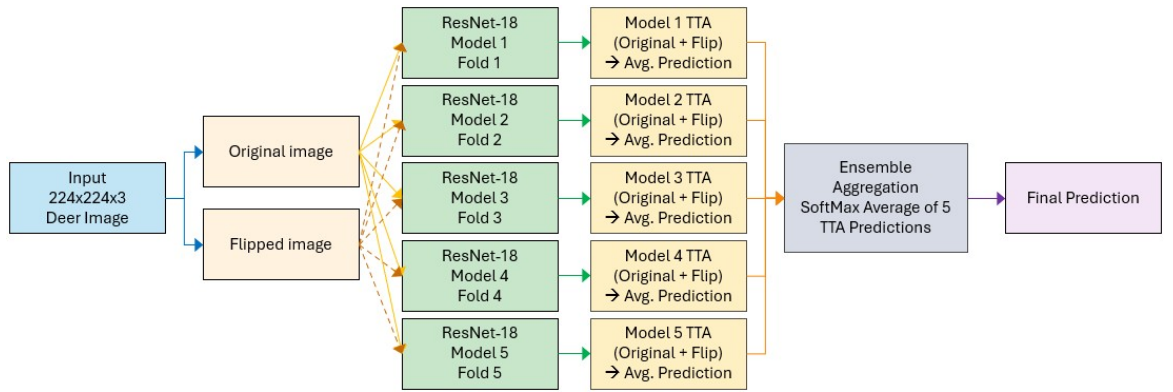 Input
224x224x3
Deer Image
Original image
Flipped image
ResNet-18
Model 1
Fold 1
ResNet-18
Model 2
Fold 2
ResNet-18
Model 3
Fold 3
ResNet-18
Model 4
Fold 4
ResNet-18
Model 5
Fold 5
Model 1 TTA
(Original + Flip)
→ Avg. Prediction
Model 2 TTA
(Original + Flip)
→ Avg. Prediction
Model 3 TTA
(Original + Flip)
→ Avg. Prediction
Model 4 TTA
(Original + Flip)
→ Avg. Prediction
Model 5 TTA
(Original + Flip)
→ Avg. Prediction
Ensemble
Aggregation
SoftMax Average of 5
TTA Predictions
Final Prediction